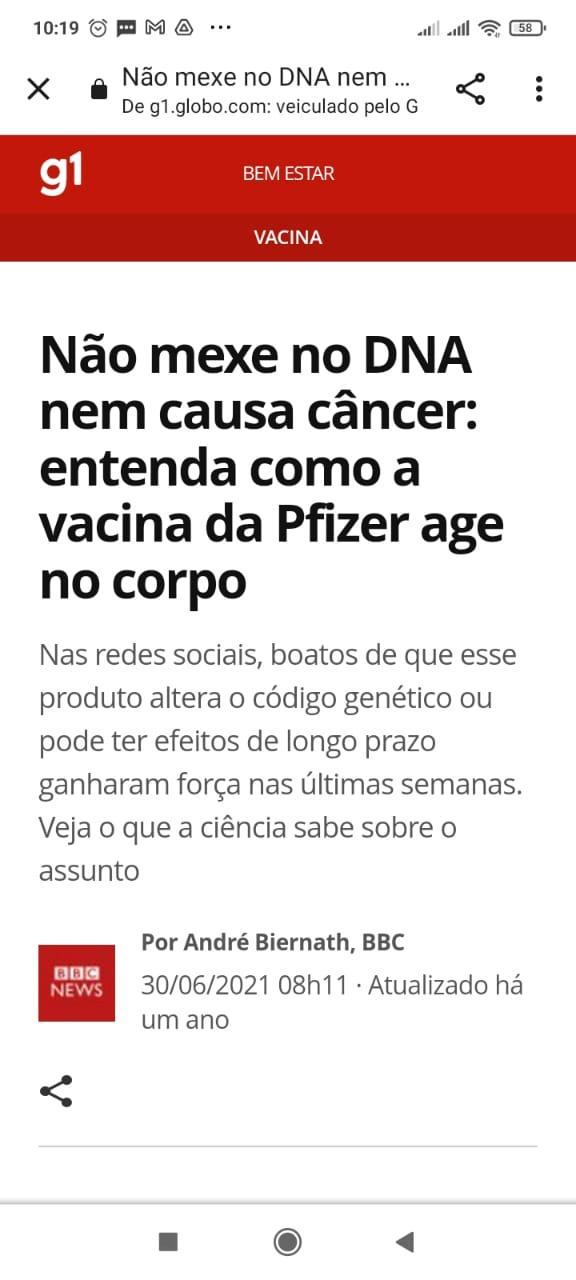 10:19
58
Não mexe no DNA nem ...
De g1.globo.com: veiculado pelo G
g1
BEM ESTAR
VACINA
Não mexe no DNA
nem causa câncer:
entenda como a
vacina da Pfizer age
no corpo
Nas redes sociais, boatos de que esse
produto altera o código genético ou
pode ter efeitos de longo prazo
ganharam força nas últimas semanas.
Veja o que a ciência sabe sobre o
assunto
BBC
NEWS
Por André Biernath, BBC
30/06/2021 08h11 · Atualizado há
um ano